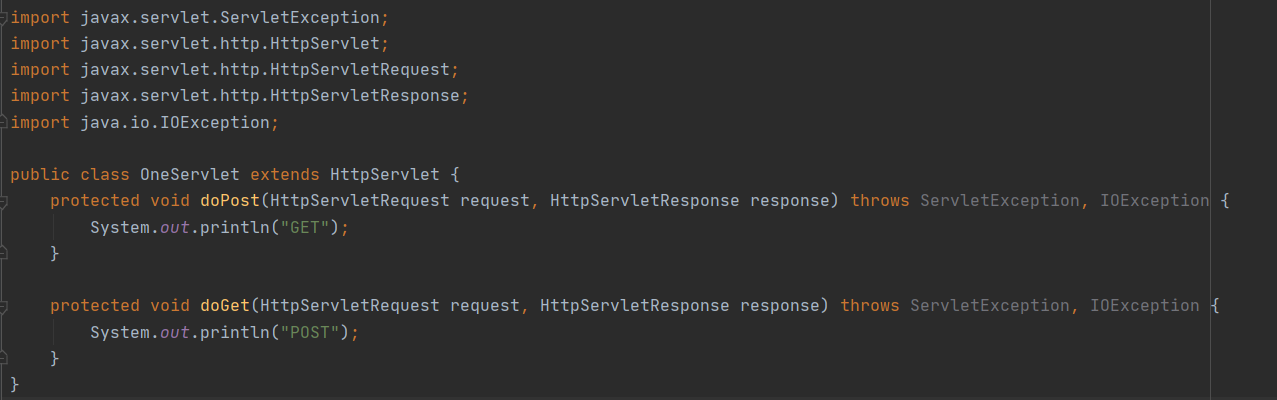 import javax.servlet.ServletException;
import javax.servlet.http.HttpServlet;
import javax.servlet.http.HttpServletRequest;
import javax.servlet.http.HttpServletResponse;
import java.io.IOException;
public class OneServlet extends HttpServlet {
    protected void doPost(HttpServletRequest request, HttpServletResponse response) throws ServletException, IOException {
        System.out.println("GET");
    }
    protected void doGet(HttpServletRequest request, HttpServletResponse response) throws ServletException, IOException {
        System.out.println("POST");
    }
}